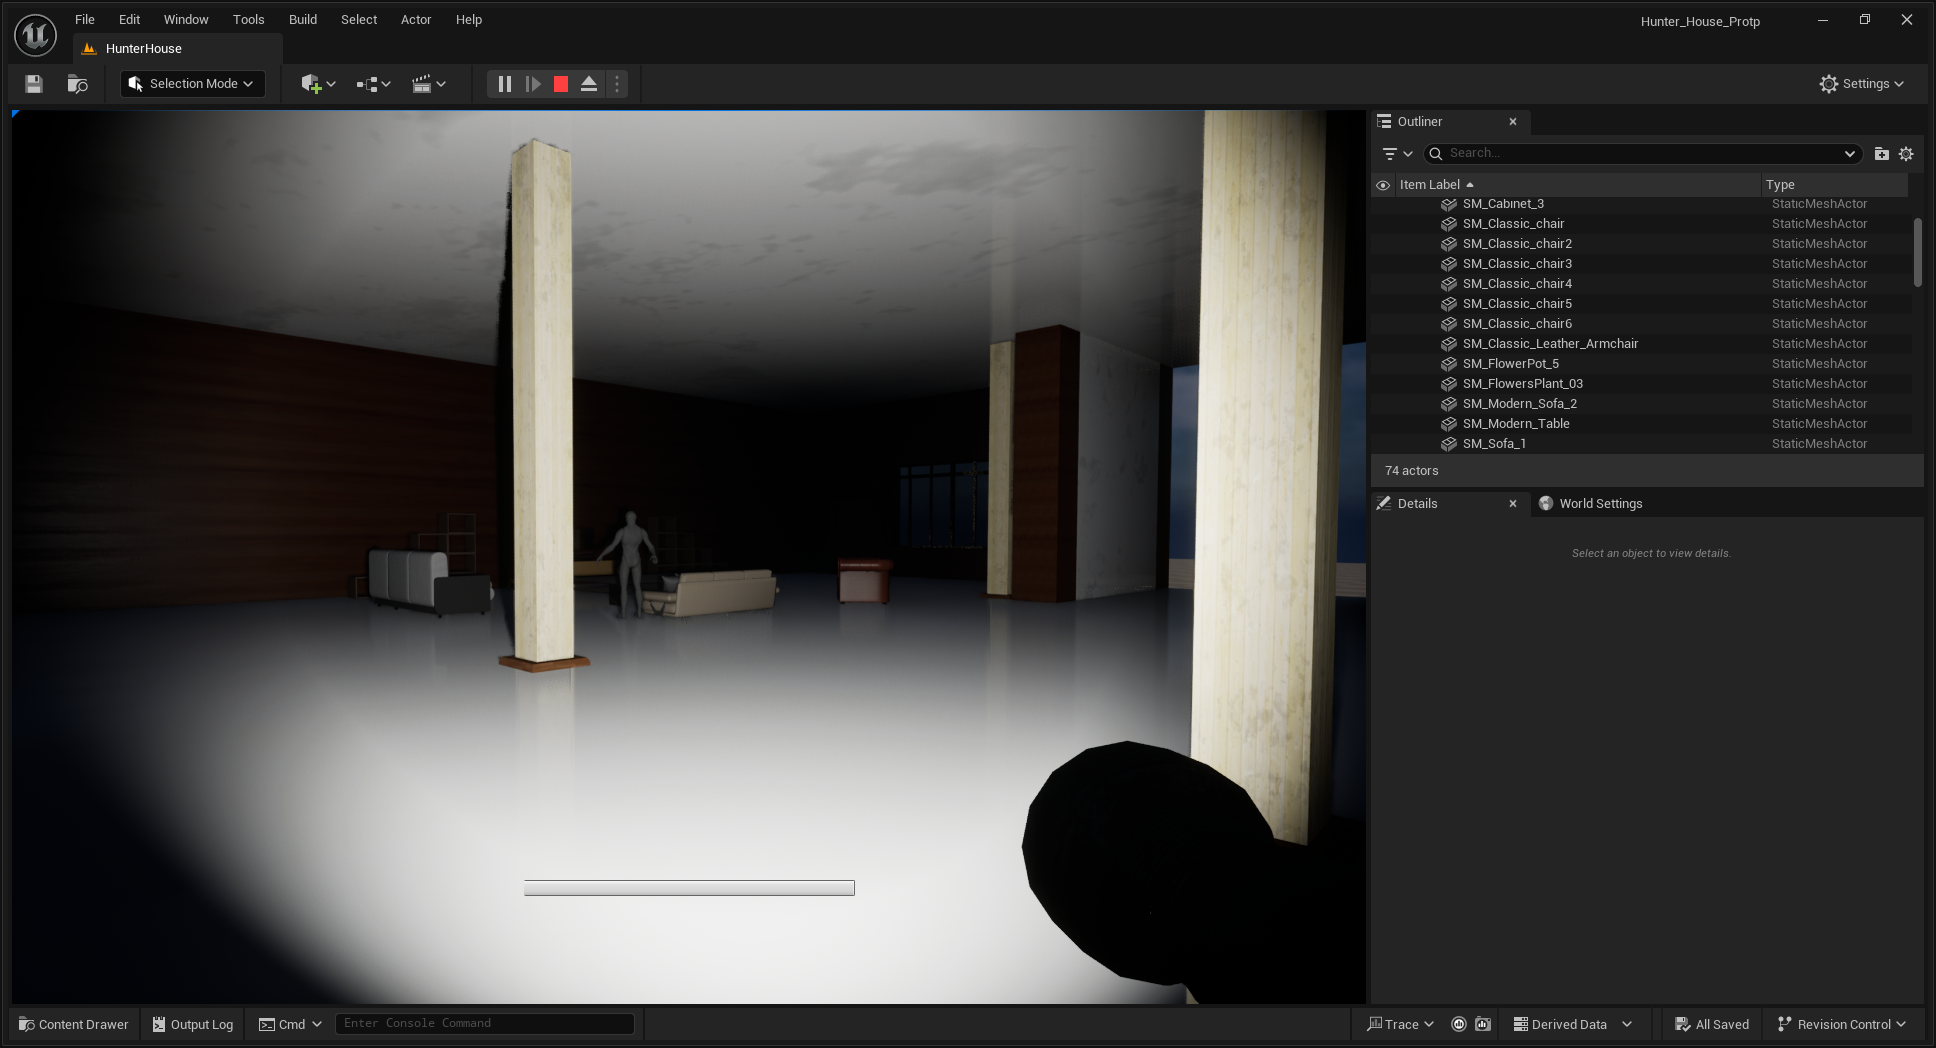 File Edit Window Tools Build Select Actor Help
Hunter_House_Protp
HunterHouse
Selection Mode
Settings
Outliner
Search...
Item Label Type
SM_Cabinet_3 StaticMeshActor
SM_Classic_chair StaticMeshActor
SM_Classic_chair2 StaticMeshActor
SM_Classic_chair3 StaticMeshActor
SM_Classic_chair4 StaticMeshActor
SM_Classic_chair5 StaticMeshActor
SM_Classic_chair6 StaticMeshActor
SM_Classic_Leather_Armchair StaticMeshActor
SM_FlowerPot_5 StaticMeshActor
SM_FlowersPlant_03 StaticMeshActor
SM_Modern_Sofa_2 StaticMeshActor
SM_Modern_Table StaticMeshActor
SM_Sofa_1 StaticMeshActor
74 actors
Details World Settings
Select an object to view details.
Content Drawer Output Log Cmd Enter Console Command Trace Derived Data All Saved Revision Control